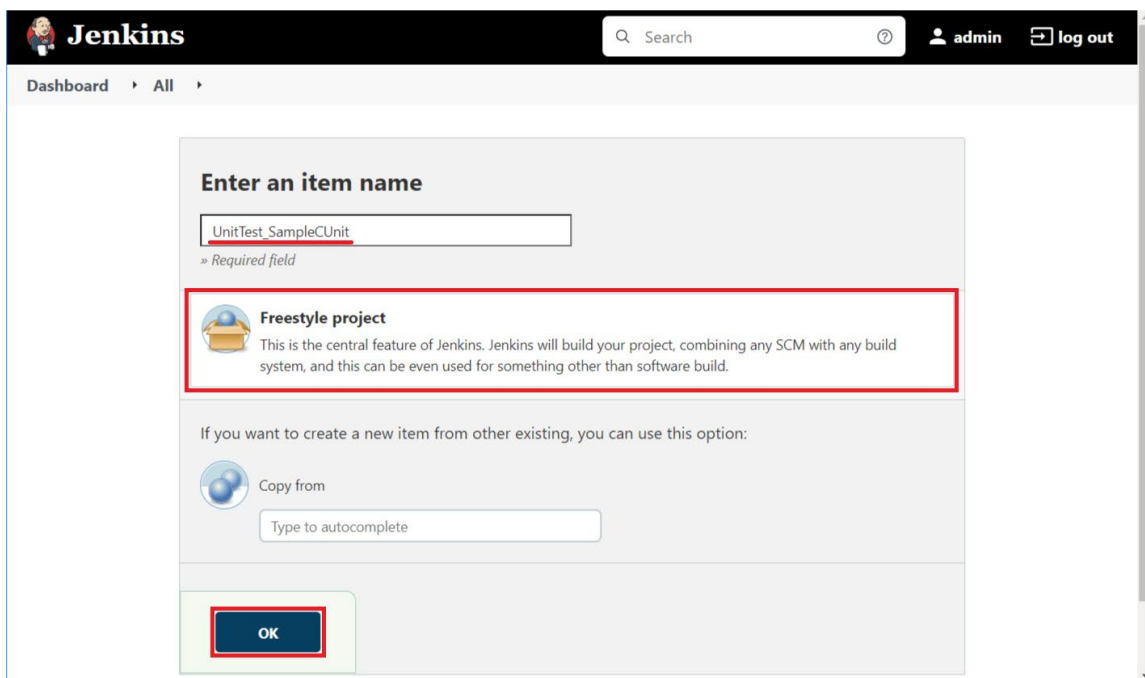 Jenkins
Search
admin
log out
Dashboard
All
Enter an item name
UnitTest_SampleCUnit
» Required field
Freestyle project
This is the central feature of Jenkins. Jenkins will build your project, combining any SCM with any build
system, and this can be even used for something other than software build.
If you want to create a new item from other existing, you can use this option:
Copy from
Type to autocomplete
OK